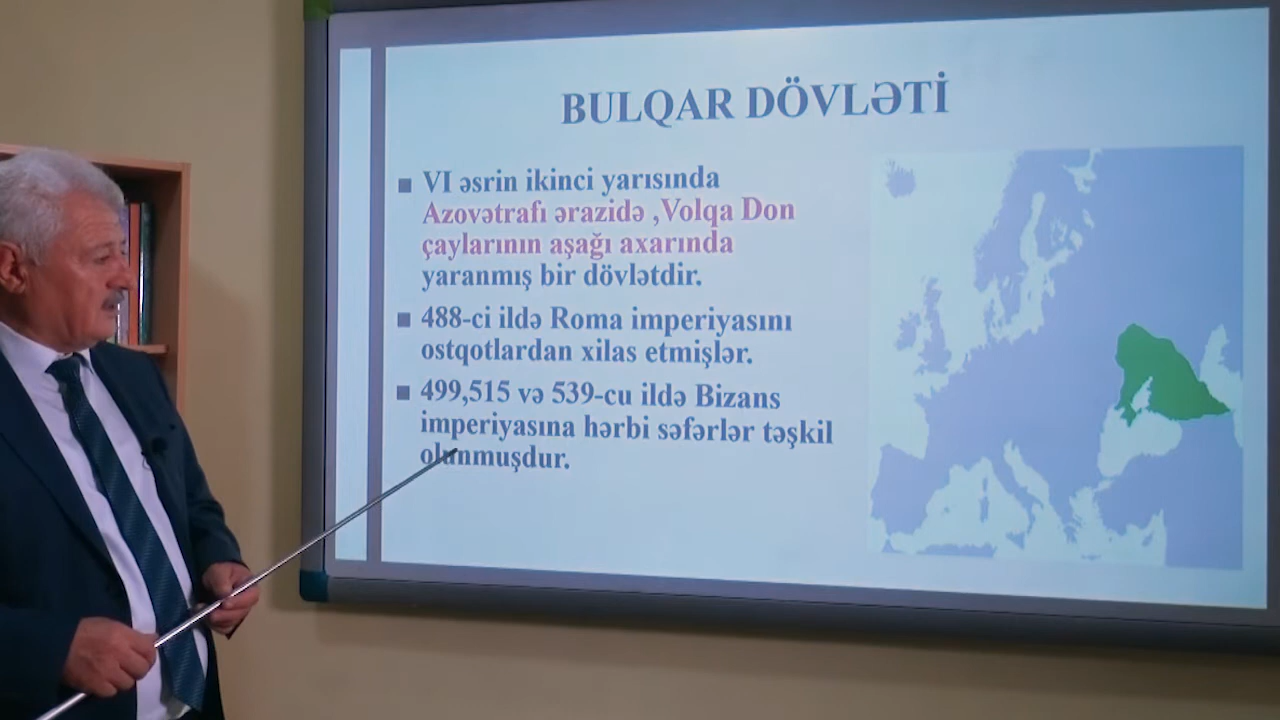 BULQAR DÖVLƏTİ
▪ VI əsrin ikinci yarısında
Azovətrafı ərazidə ,Volqa Don
çaylarının aşağı axarında
yaranmış bir dövlətdir.
▪ 488-ci ildə Roma imperiyasını
ostqotlardan xilas etmişlər.
▪ 499,515 və 539-cu ildə Bizans
imperiyasına hərbi səfərlər təşkil
olunmuşdur.